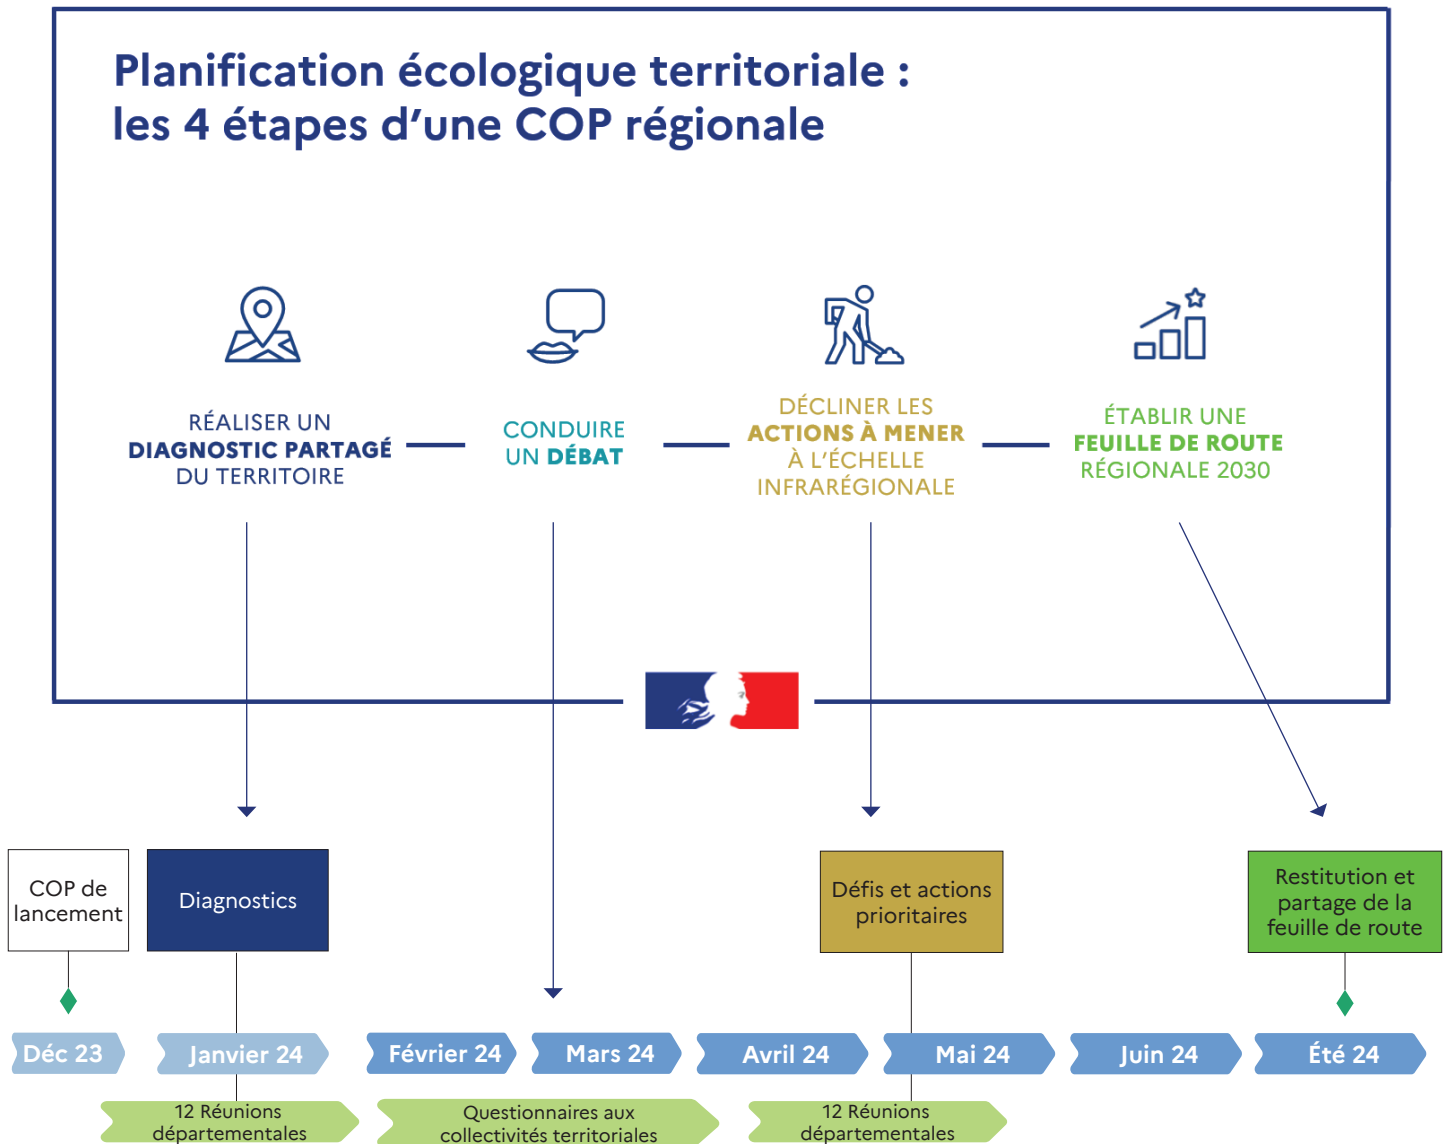 Planification écologique territoriale :
les 4 étapes d’une COP régionale
RÉALISER UN
DIAGNOSTIC PARTAGÉ
DU TERRITOIRE
CONDUIRE
UN DÉBAT
DÉCLINER LES
ACTIONS À MENER
À L’ÉCHELLE
INFRARÉGIONALE
ÉTABLIR UNE
FEUILLE DE ROUTE
RÉGIONALE 2030
COP de
lancement
Diagnostics
Défis et actions
prioritaires
Restitution et
partage de la
feuille de route
Déc 23
Janvier 24
Février 24
Mars 24
Avril 24
Mai 24
Juin 24
Été 24
12 Réunions
départementales
Questionnaires aux
collectivités territoriales
12 Réunions
départementales